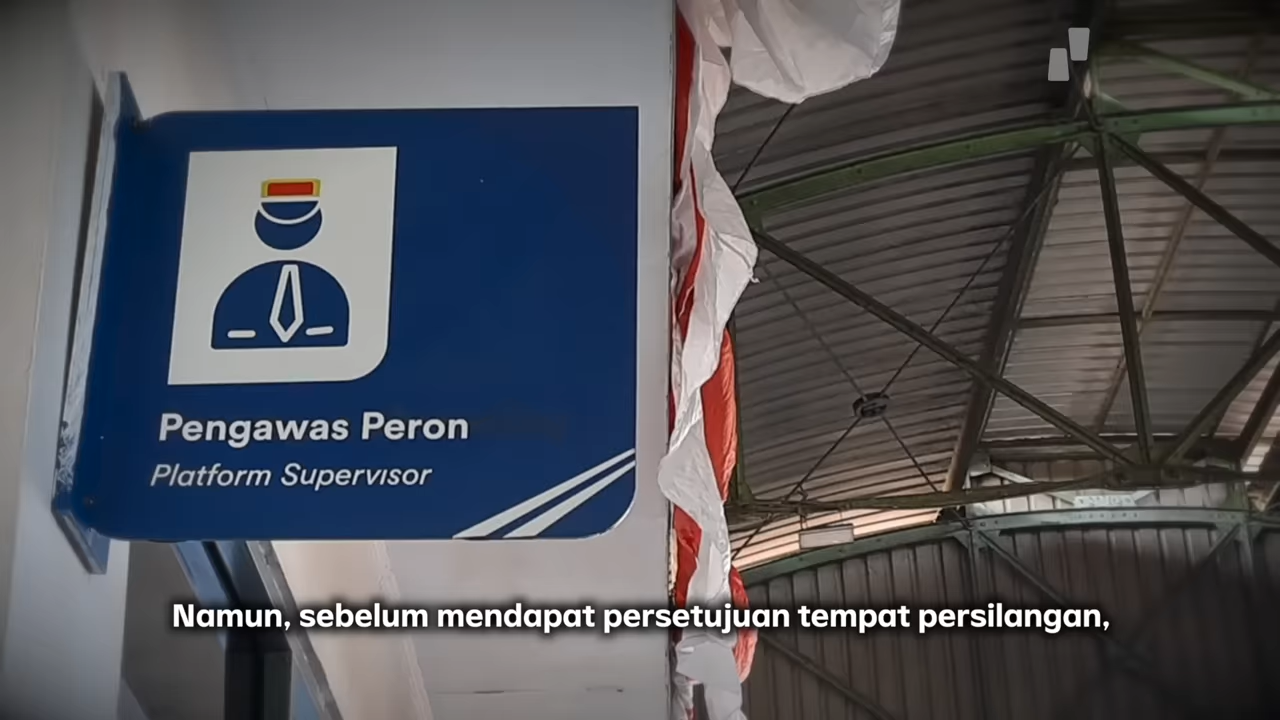 Pengawas Peron
Platform Supervisor
Namun, sebelum mendapat persetujuan tempat persilangan,